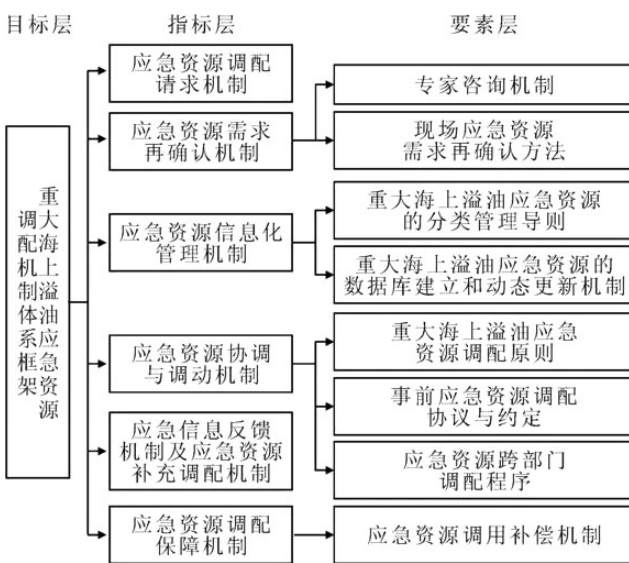 目标层
指标层
要素层
重大海上溢油应急资源
调配机制体系框架
应急资源调配
请求机制
应急资源需求
再确认机制
应急资源信息化
管理机制
应急资源协调
与调动机制
应急信息反馈
机制及应急资源
补充调配机制
应急资源调配
保障机制
专家咨询机制
现场应急资源
需求再确认方法
重大海上溢油应急资源
的分类管理导则
重大海上溢油应急资源的
数据库建立和动态更新机制
重大海上溢油应急
资源调配原则
事前应急资源调配
协议与约定
应急资源跨部门
调配程序
应急资源调用补偿机制